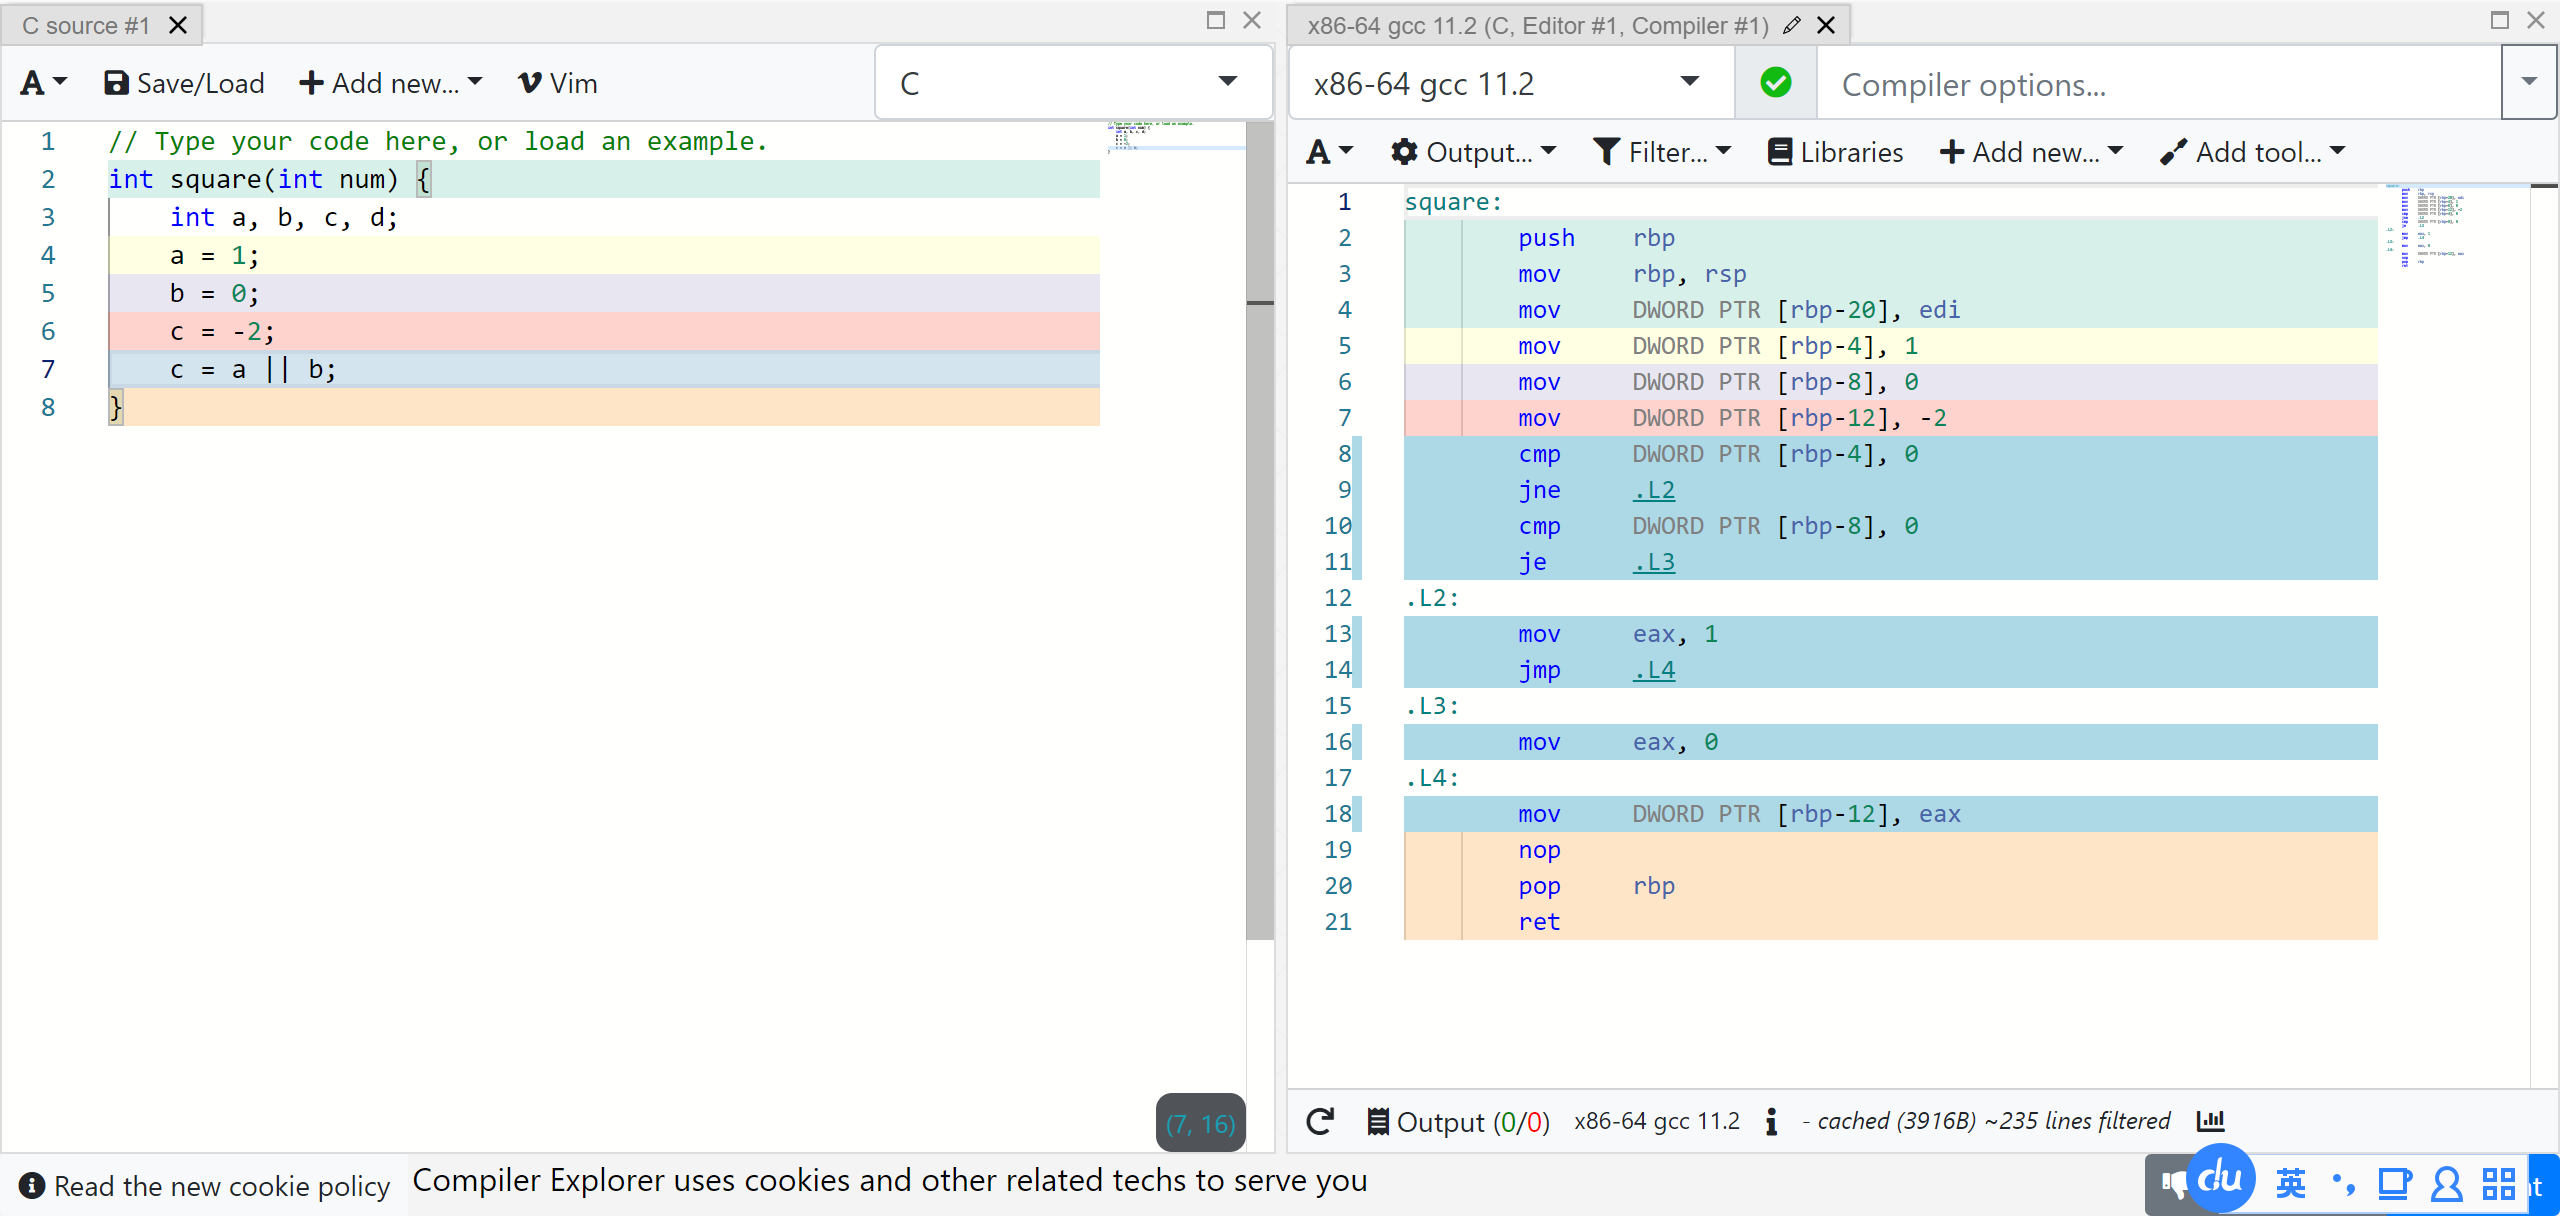 C source #1
A
Save/Load
Add new...
Vim
C
1 // Type your code here, or load an example.
2 int square(int num) {
3 int a, b, c, d;
4 a = 1;
5 b = 0;
6 c = -2;
7 c = a || b;
8 }
(7, 16)
x86-64 gcc 11.2 (C, Editor #1, Compiler #1)
x86-64 gcc 11.2
Compiler options...
A
Output...
Filter...
Libraries
Add new...
Add tool...
1 square:
2 push rbp
3 mov rbp, rsp
4 mov DWORD PTR [rbp-20], edi
5 mov DWORD PTR [rbp-4], 1
6 mov DWORD PTR [rbp-8], 0
7 mov DWORD PTR [rbp-12], -2
8 cmp DWORD PTR [rbp-4], 0
9 jne .L2
10 cmp DWORD PTR [rbp-8], 0
11 je .L3
12 .L2:
13 mov eax, 1
14 jmp .L4
15 .L3:
16 mov eax, 0
17 .L4:
18 mov DWORD PTR [rbp-12], eax
19 nop
20 pop rbp
21 ret
Output (0/0) x86-64 gcc 11.2 - cached (3916B) ~235 lines filtered
Read the new cookie policy
Compiler Explorer uses cookies and other related techs to serve you
du 英